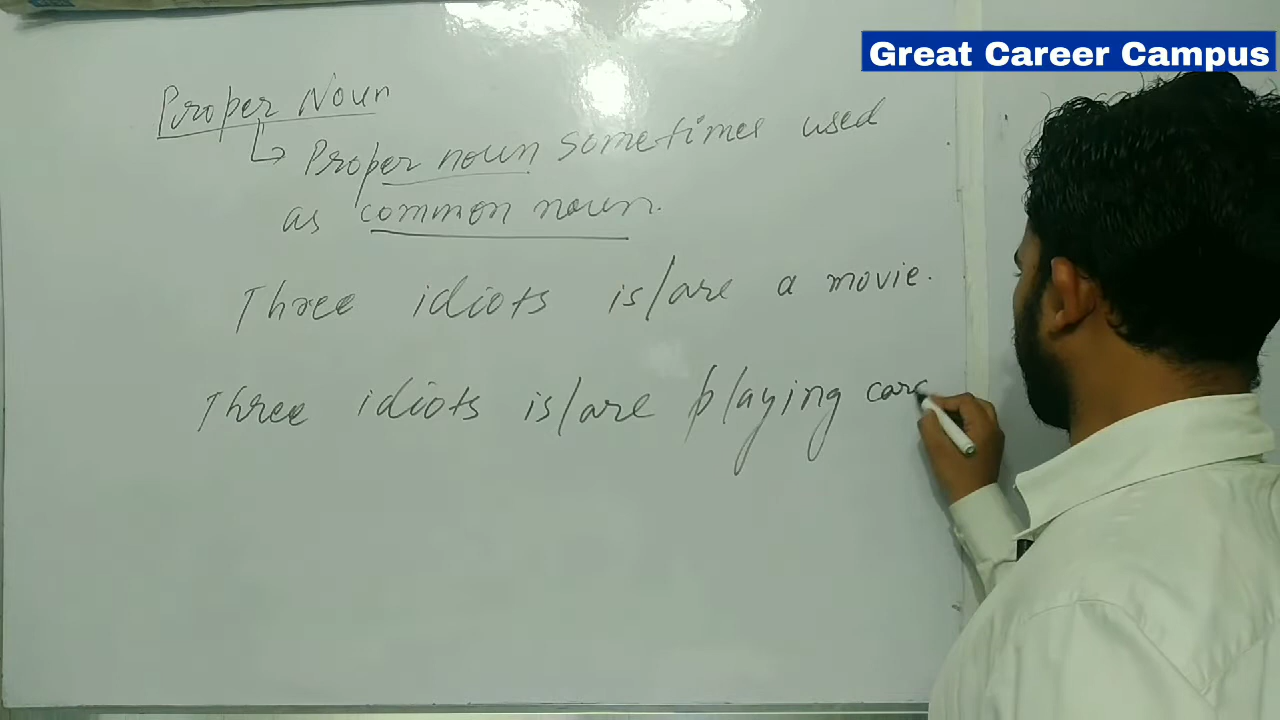 Great Career Campus
Proper Noun
↳ Proper noun sometimes used
as common noun.
Three idiots is/are a movie.
Three idiots is/are playing car